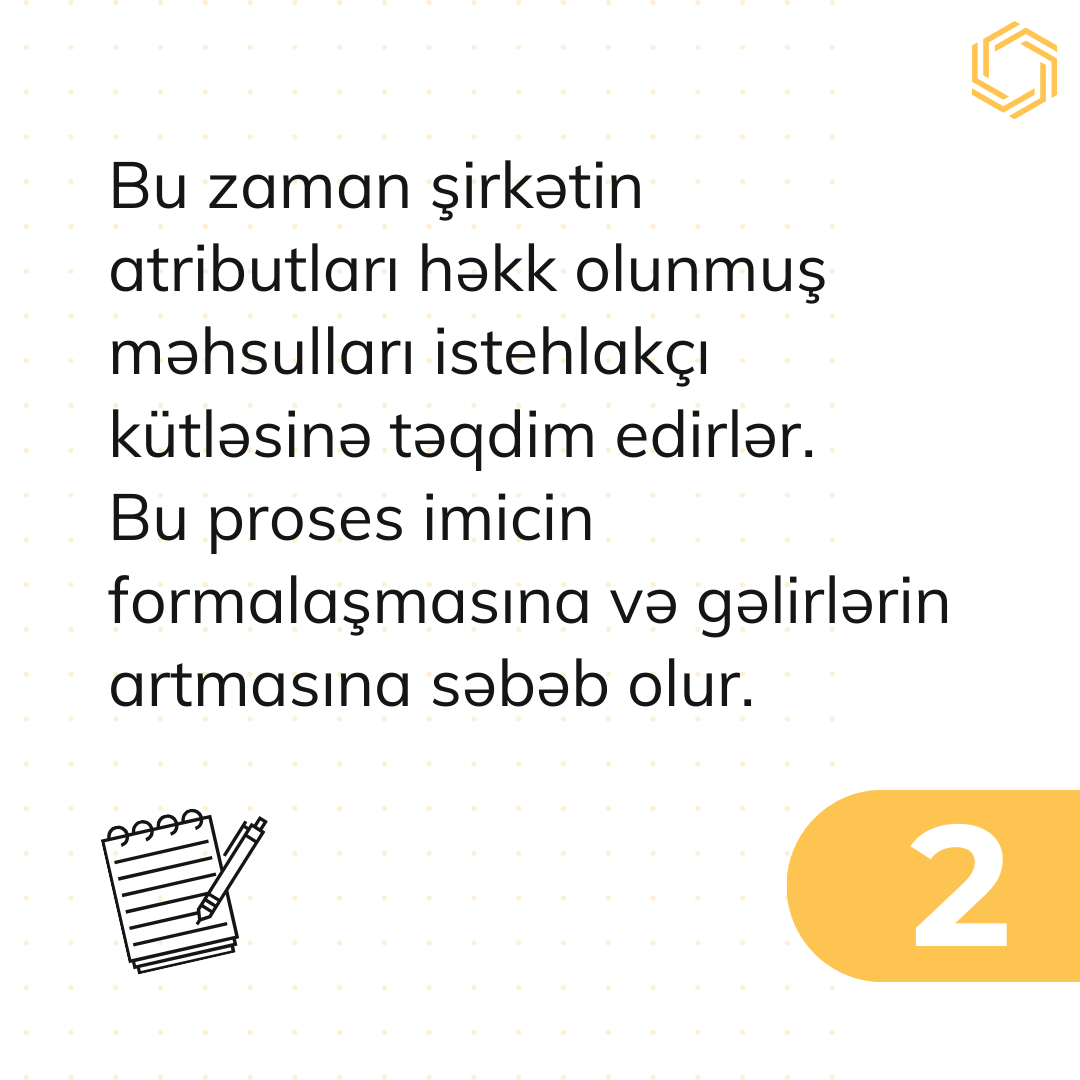 Bu zaman şirkətin
atributları həkk olunmuş
məhsulları istehlakçı
kütləsinə təqdim edirlər.
Bu proses imicin
formalaşmasına və gəlirlərin
artmasına səbəb olur.
2